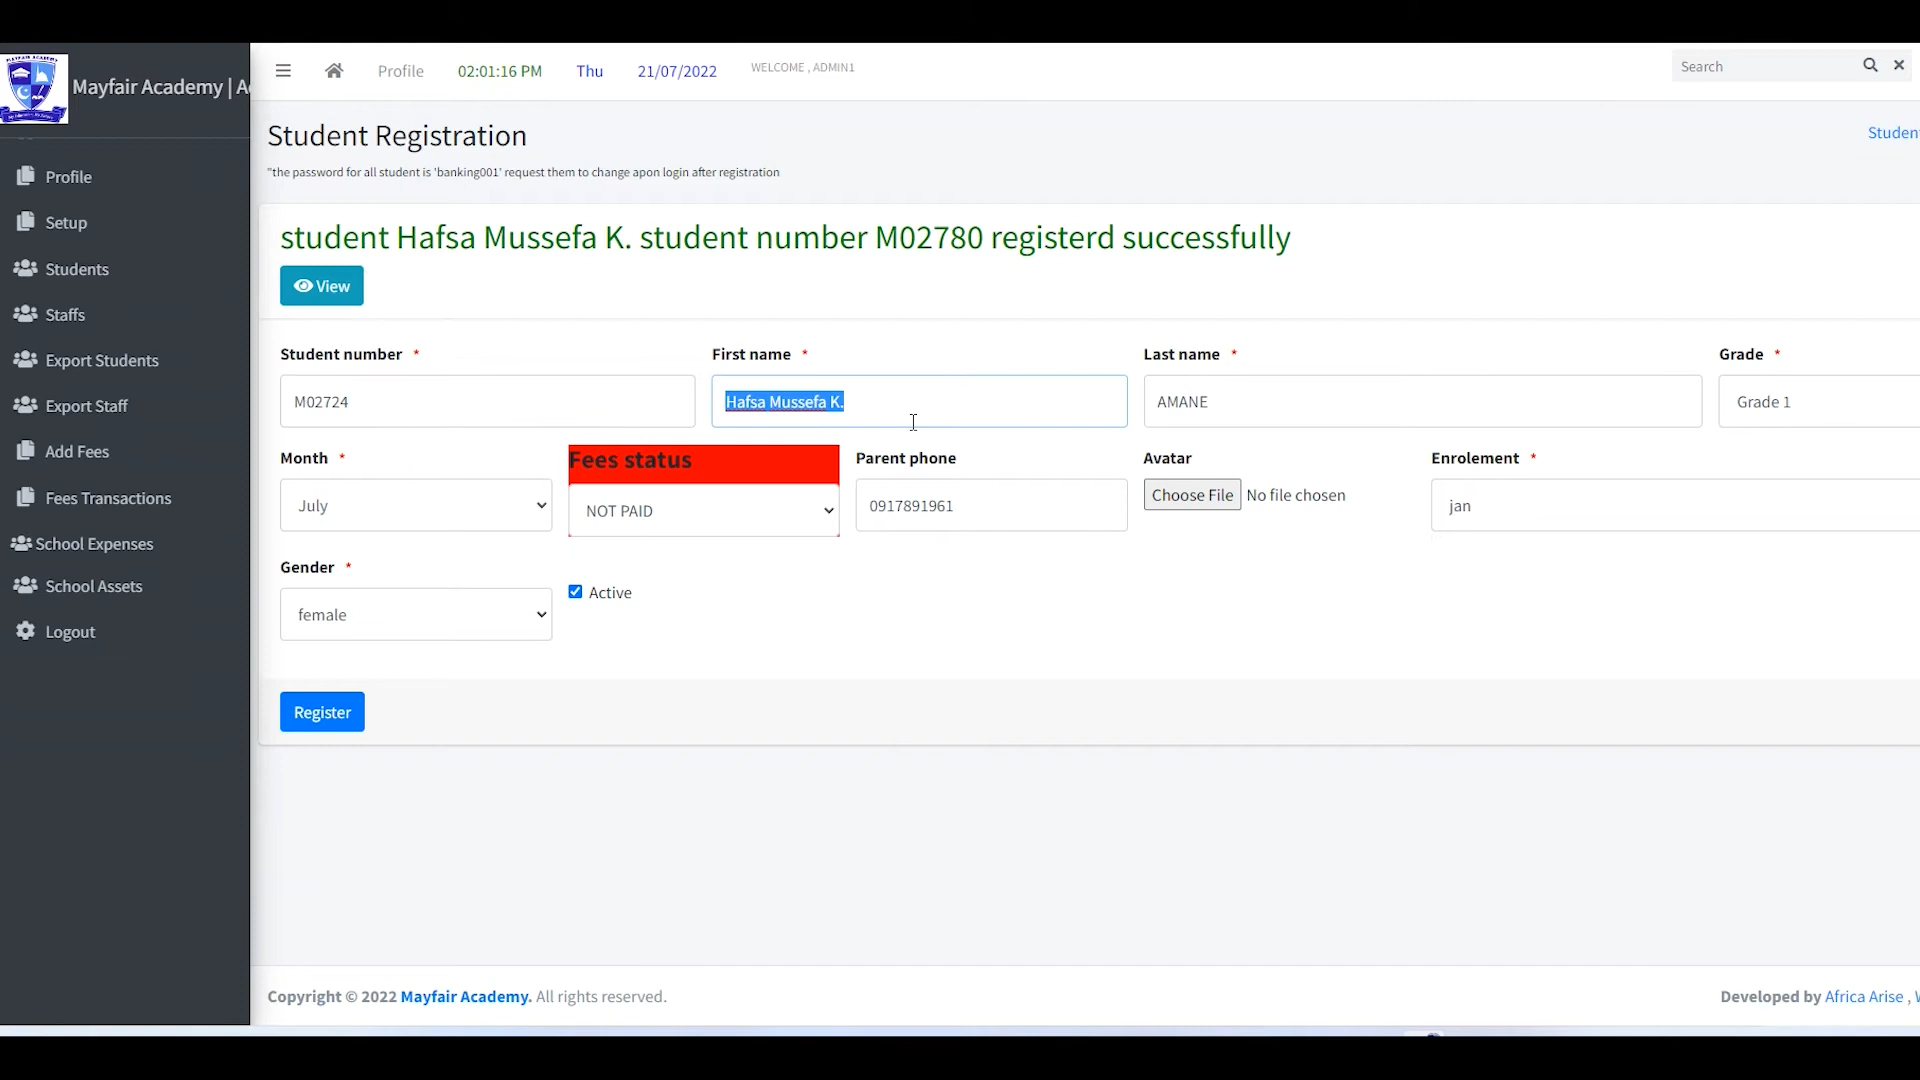 Mayfair Academy | A
Profile
02:01:16 PM
Thu
21/07/2022
WELCOME , ADMIN1
Search
Profile
Setup
Students
Staffs
Export Students
Export Staff
Add Fees
Fees Transactions
School Expenses
School Assets
Logout
Student Registration
Studen
"the password for all student is 'banking001' request them to change apon login after registration
student Hafsa Mussefa K. student number M02780 registerd successfully
View
Student number *
First name *
Last name *
Grade *
M02724
Hafsa Mussefa K.
AMANE
Grade 1
Month *
Fees status
Parent phone
Avatar
Enrolement *
July
NOT PAID
0917891961
Choose File No file chosen
jan
Gender *
female
Active
Register
Copyright © 2022 Mayfair Academy. All rights reserved.
Developed by Africa Arise ,